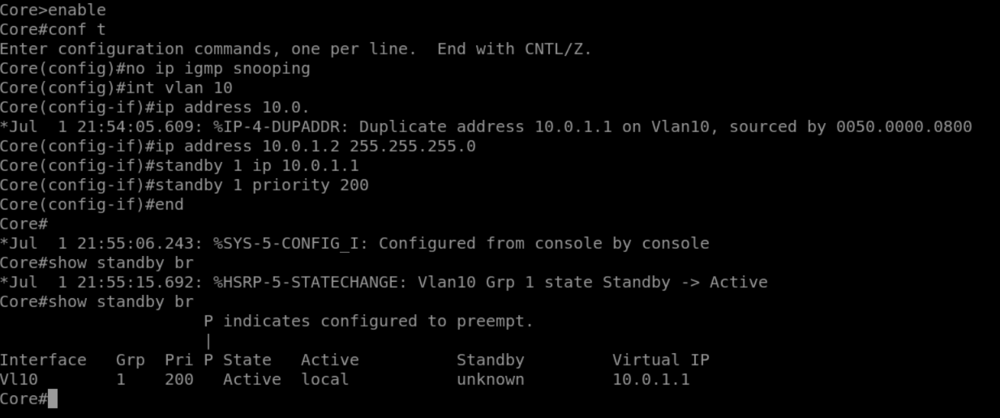 Core>enable
Core#conf t
Enter configuration commands, one per line.  End with CNTL/Z.
Core(config)#no ip igmp snooping
Core(config)#int vlan 10
Core(config-if)#ip address 10.0.
*Jul  1 21:54:05.609: %IP-4-DUPADDR: Duplicate address 10.0.1.1 on Vlan10, sourced by 0050.0000.0800
Core(config-if)#ip address 10.0.1.2 255.255.255.0
Core(config-if)#standby 1 ip 10.0.1.1
Core(config-if)#standby 1 priority 200
Core(config-if)#end
Core#
*Jul  1 21:55:06.243: %SYS-5-CONFIG_I: Configured from console by console
Core#show standby br
*Jul  1 21:55:15.692: %HSRP-5-STATECHANGE: Vlan10 Grp 1 state Standby -> Active
Core#show standby br
                     P indicates configured to preempt.
                     |
Interface   Grp  Pri P State   Active          Standby         Virtual IP
Vl10        1    200   Active  local           unknown         10.0.1.1
Core#